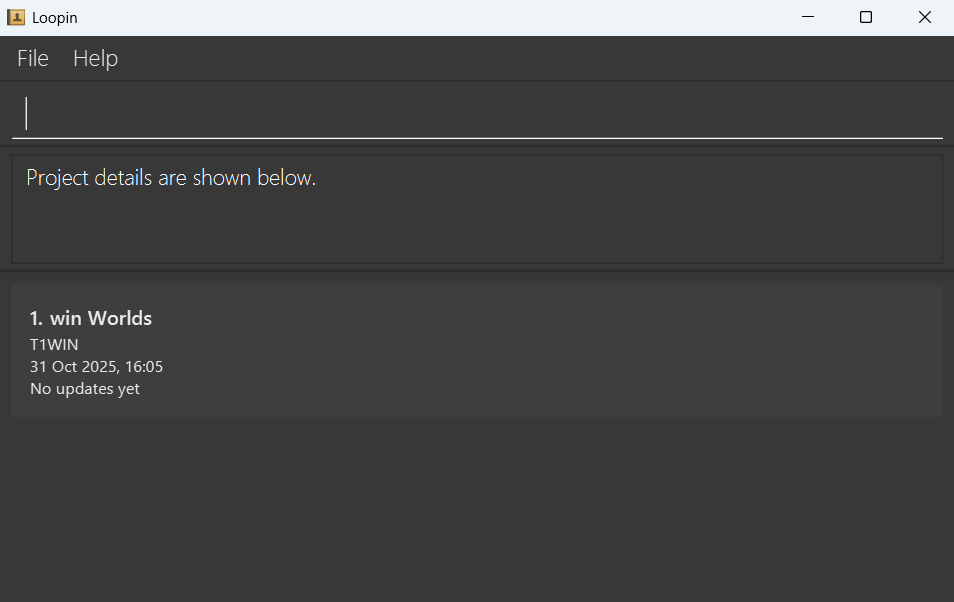 Loopin
File Help
Project details are shown below.
1. win Worlds
T1WIN
31 Oct 2025, 16:05
No updates yet